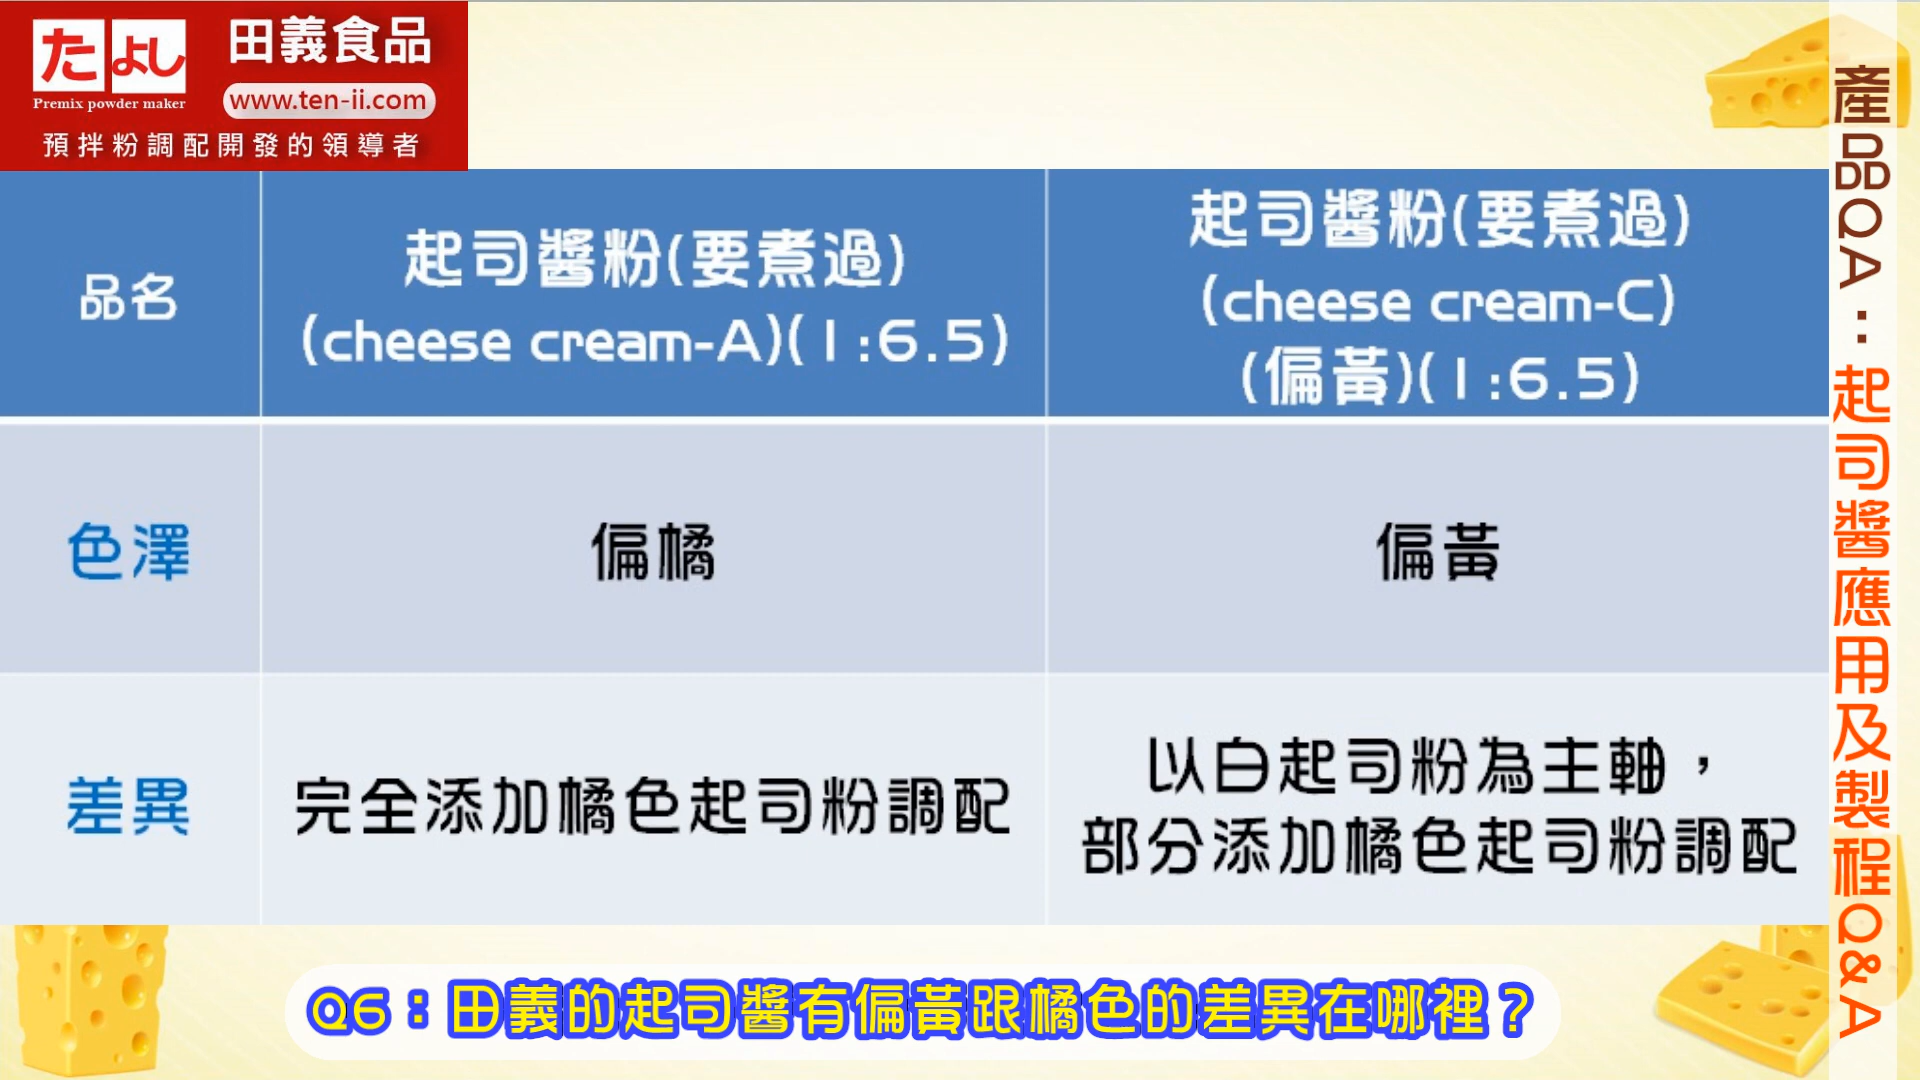 たよし
Premix powder maker
田義食品
www.ten-ii.com
預拌粉調配開發的領導者
品名
起司醬粉(要煮過)
(cheese cream-A)(1:6.5)
起司醬粉(要煮過)
(cheese cream-C)
(偏黃)(1:6.5)
色澤
偏橘
偏黃
差異
完全添加橘色起司粉調配
以白起司粉為主軸，
部分添加橘色起司粉調配
產品QA：起司醬應用及製程Q&A
Q6：田義的起司醬有偏黃跟橘色的差異在哪裡？